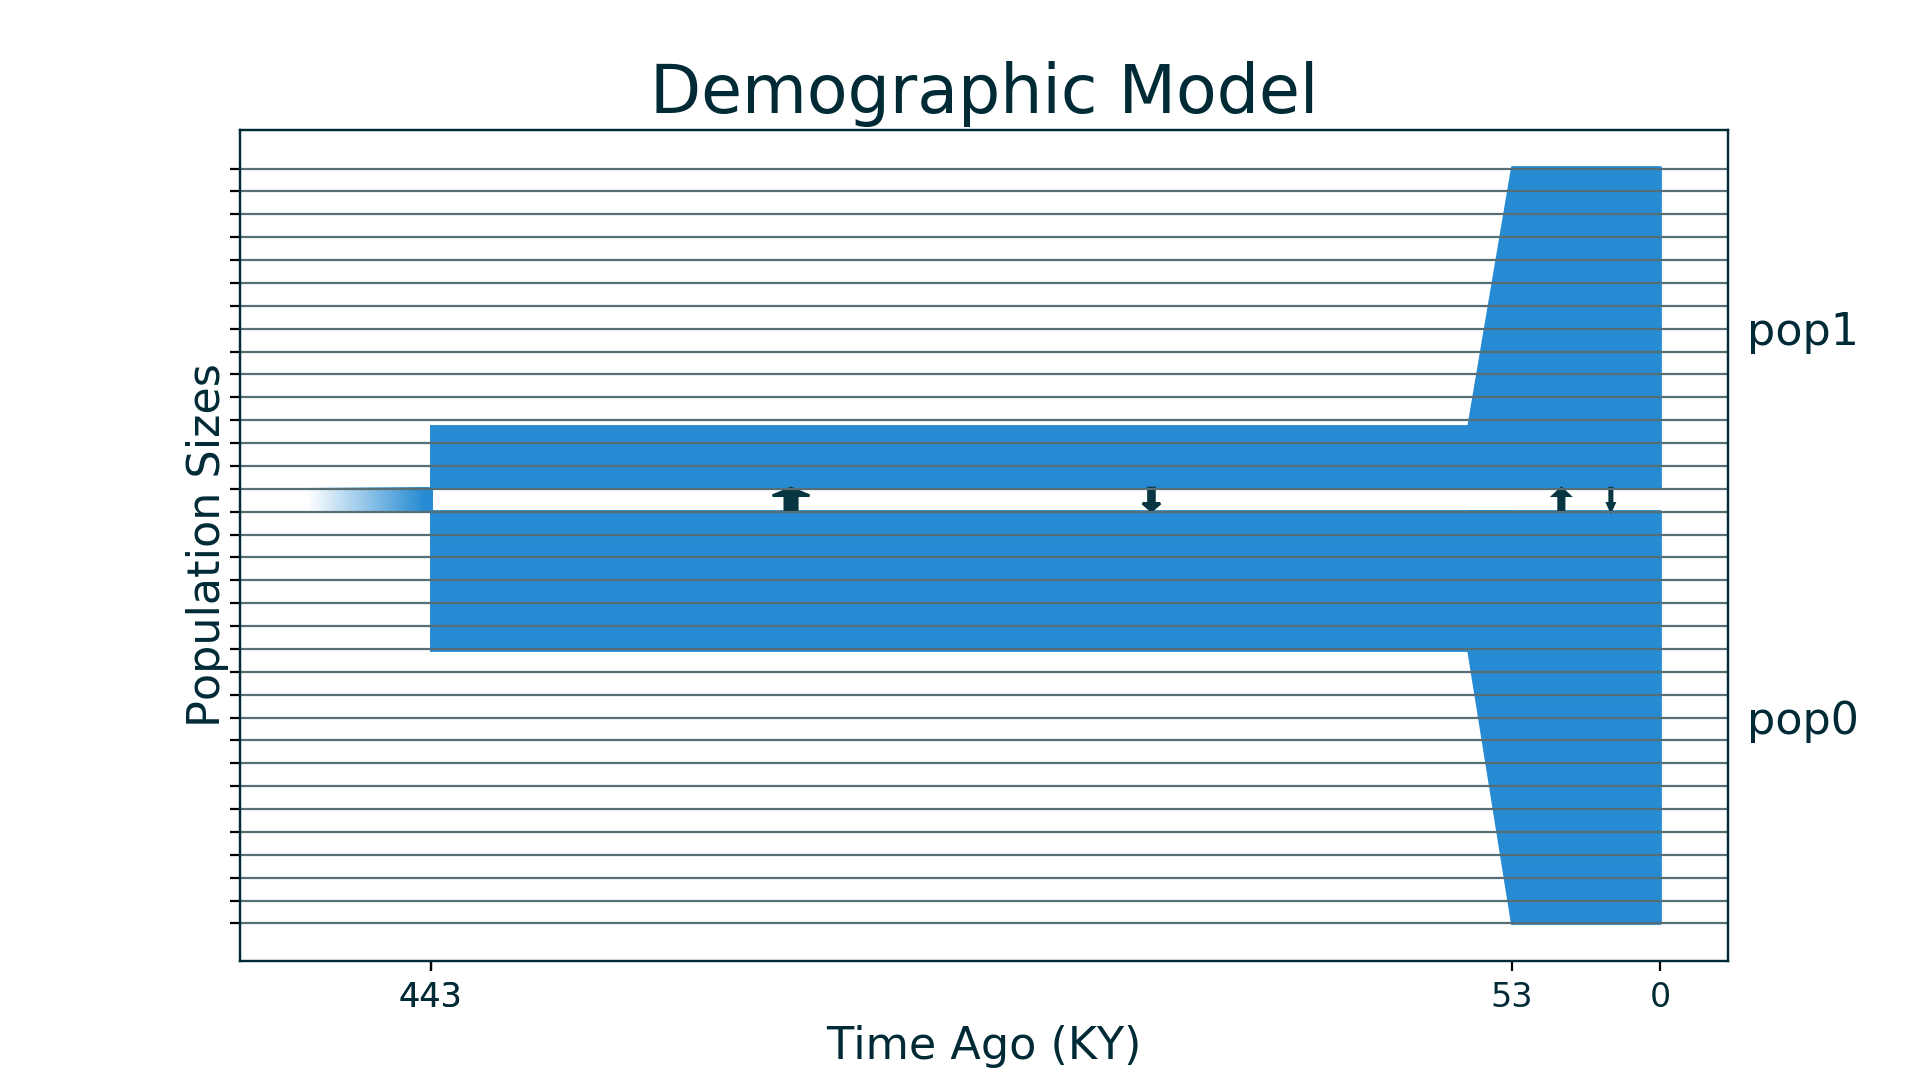 Demographic Model
Population Sizes
pop1
pop0
443
53
0
Time Ago (KY)